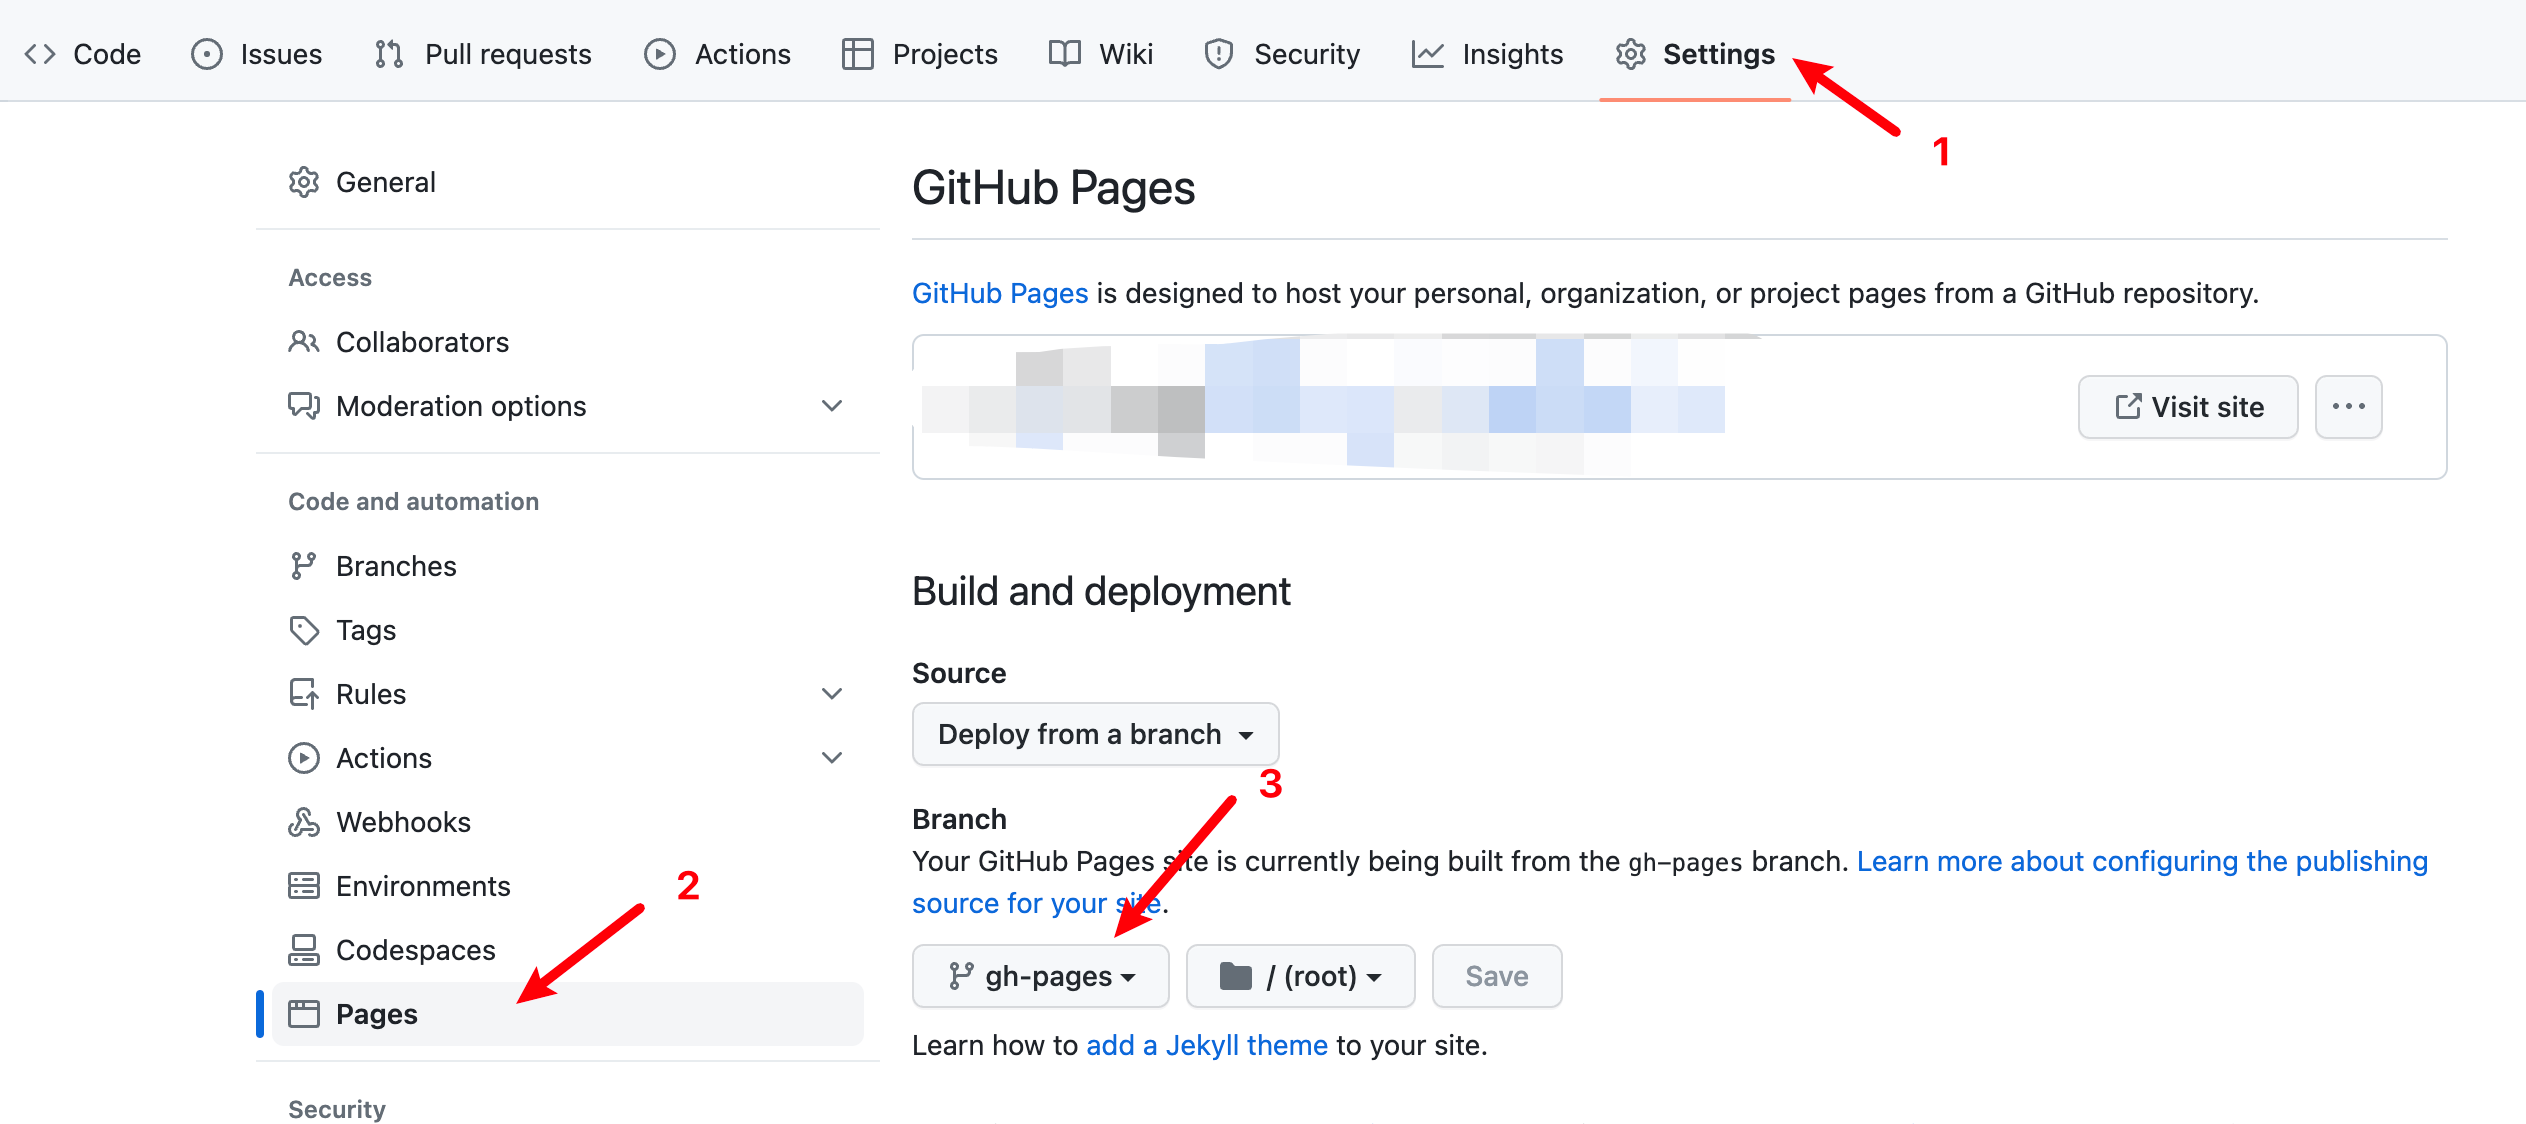 Code Issues Pull requests Actions Projects Wiki Security Insights Settings
1
General
Access
Collaborators
Moderation options
Code and automation
Branches
Tags
Rules
Actions
Webhooks
Environments
2
Codespaces
Pages
Security
GitHub Pages
GitHub Pages is designed to host your personal, organization, or project pages from a GitHub repository.
Visit site
Build and deployment
Source
Deploy from a branch
3
Branch
Your GitHub Pages site is currently being built from the gh-pages branch. Learn more about configuring the publishing
source for your site.
gh-pages / (root) Save
Learn how to add a Jekyll theme to your site.